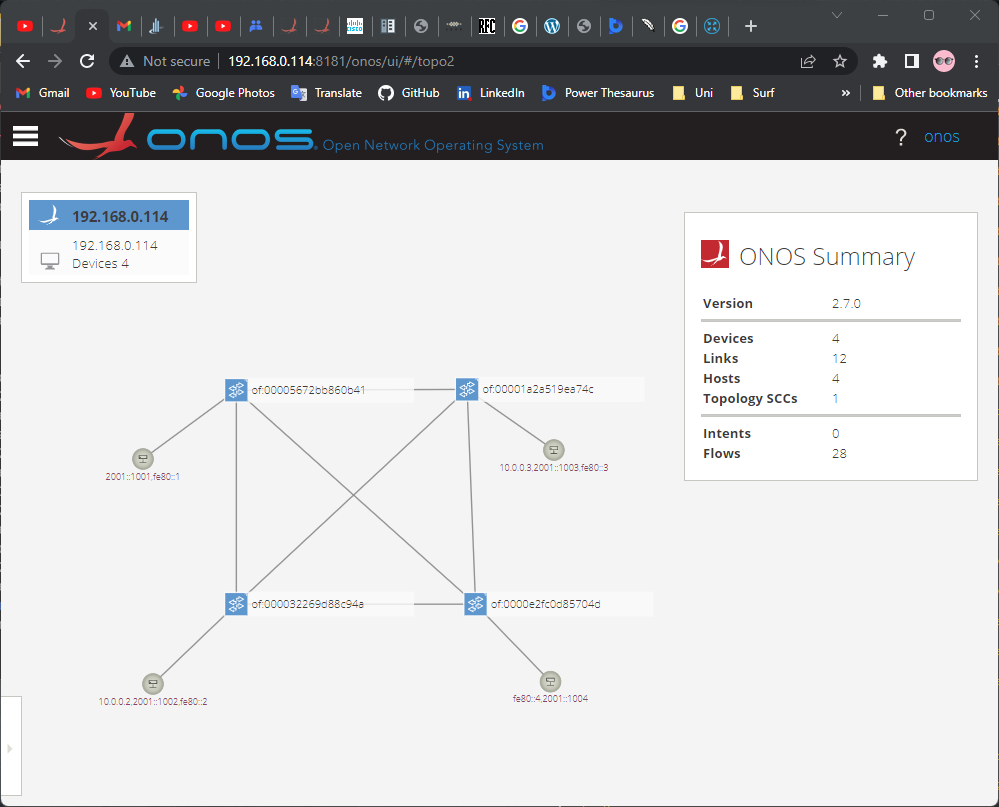 CISCO
RFC
Not secure
192.168.0.114:8181/onos/ui/#/topo2
Gmail
YouTube
Google Photos
Translate
GitHub
LinkedIn
Power Thesaurus
Uni
Surf
»
Other bookmarks
onos Open Network Operating System
?
onos
192.168.0.114
192.168.0.114
Devices 4
ONOS Summary
Version 2.7.0
Devices 4
Links 12
Hosts 4
Topology SCCs 1
Intents 0
Flows 28
of:00005672bb860b41
of:00001a2a519ea74c
2001::1001,fe80::1
10.0.0.3,2001::1003,fe80::3
of:000032269d88c94a
of:0000e2fc0d85704d
10.0.0.2,2001::1002,fe80::2
fe80::4,2001::1004